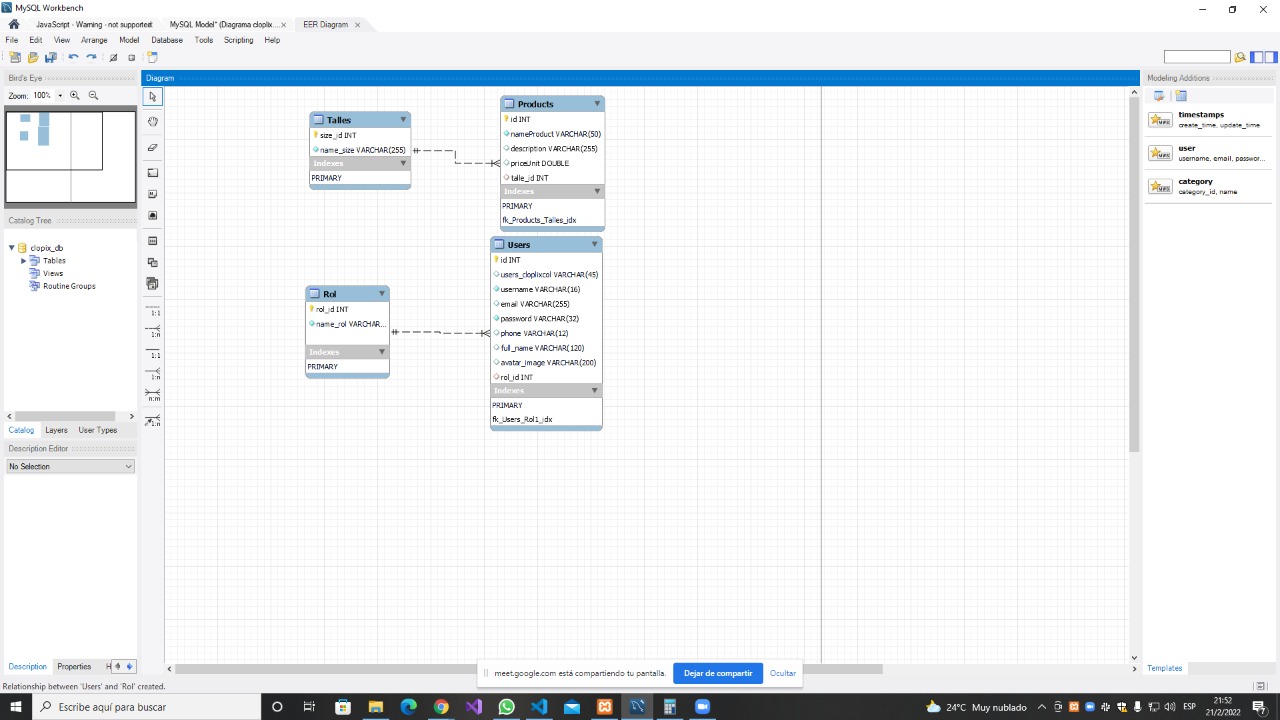 MySQL Workbench
JavaScript - Warning - not supported
MySQL Model* (Diagrama cloplix....
EER Diagram
File Edit View Arrange Model Database Tools Scripting Help
Bird's Eye
Zoom: 100%
Diagram
Modeling Additions
timestamps
create_time, update_time
user
username, email, passwor...
category
category_id, name
Templates
Catalog Tree
clopix_db
Tables
Views
Routine Groups
Catalog Layers User Types
Description Editor
No Selection
Description Properties H
1:1
1:n
1:1
1:n
n:m
1:n
Talles
size_id INT
name_size VARCHAR(255)
Indexes
PRIMARY
Products
id INT
nameProduct VARCHAR(50)
description VARCHAR(255)
priceUnit DOUBLE
talle_id INT
Indexes
PRIMARY
fk_Products_Talles_idx
Rol
rol_id INT
name_rol VARCHAR...
Indexes
PRIMARY
Users
id INT
users_cloplixcol VARCHAR(45)
username VARCHAR(16)
email VARCHAR(255)
password VARCHAR(32)
phone VARCHAR(12)
full_name VARCHAR(120)
avatar_image VARCHAR(200)
rol_id INT
Indexes
PRIMARY
fk_Users_Rol1_idx
meet.google.com está compartiendo tu pantalla.
Dejar de compartir
Ocultar
Relationship between 'Users' and 'Rol' created.
Escribe aquí para buscar
24°C Muy nublado
ESP
21:52
21/2/2022